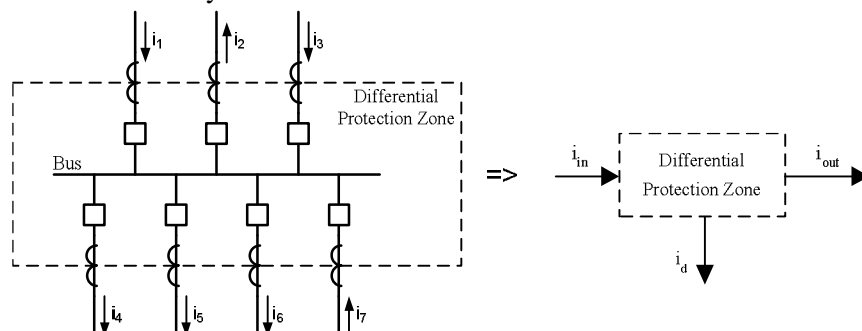 i1
i2
i3
Differential
Protection Zone
Bus
i4
i5
i6
i7
=>
iin
Differential
Protection Zone
iout
id